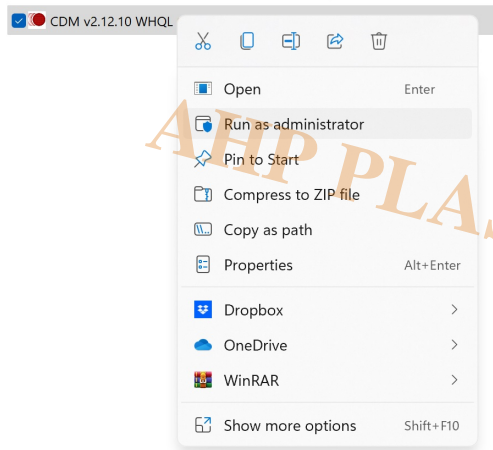 CDM v2.12.10 WHQL
Open Enter
Run as administrator
Pin to Start
Compress to ZIP file
Copy as path
Properties Alt+Enter
Dropbox
OneDrive
WinRAR
Show more options Shift+F10
AHP PLAS